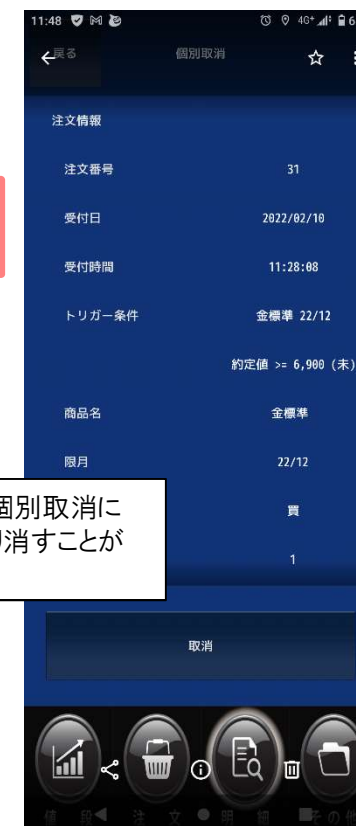 11:48 4G+ 6
戻る 個別取消
注文情報
注文番号 31
受付日 2022/02/10
受付時間 11:28:08
トリガー条件 金標準 22/12
約定値 >= 6,900 (未)
商品名 金標準
限月 22/12
個別取消に
買
消すことが
1
取消
値 段 注 文 明 細 その他